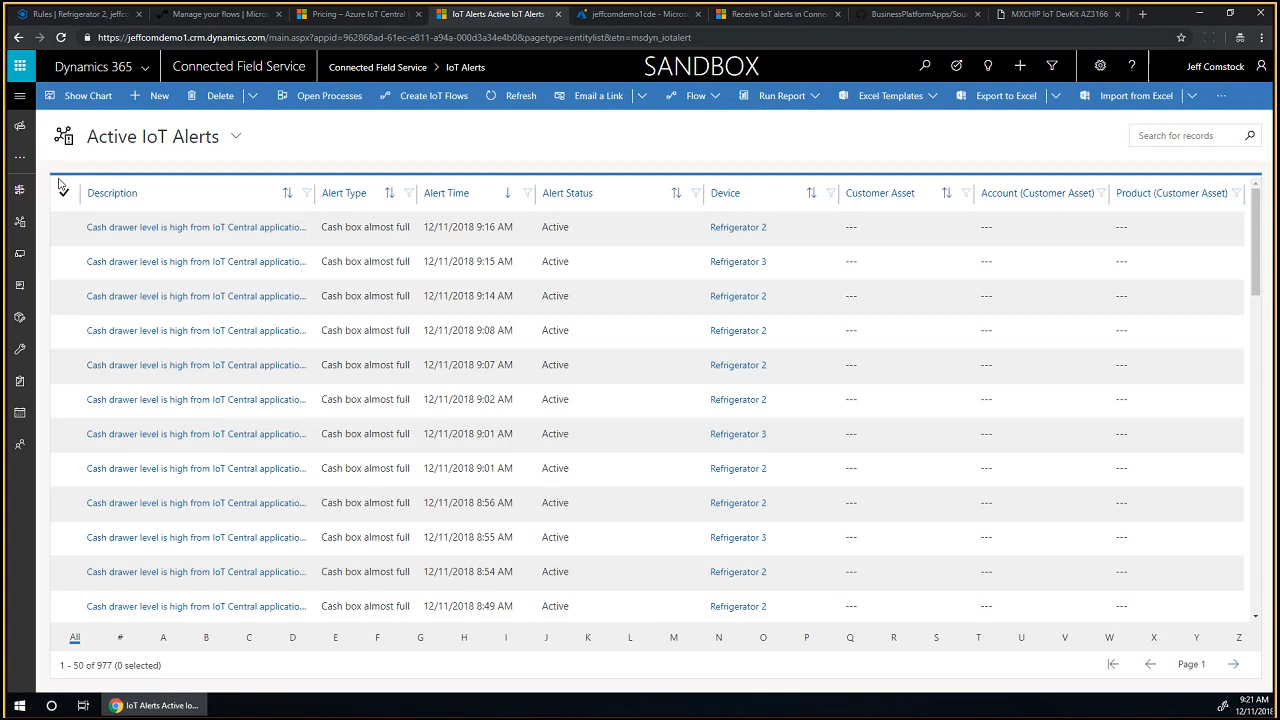 Rules | Refrigerator 2, jeffco
Manage your flows | Micros
Pricing – Azure IoT Central
IoT Alerts Active IoT Alerts -
jeffcomdemo1cde - Microsof
Receive IoT alerts in Connec
BusinessPlatformApps/Sou
MXCHIP IoT DevKit AZ3166
https://jeffcomdemo1.crm.dynamics.com/main.aspx?appid=962868ad-61ec-e811-a94a-000d3a34e4b0&pagetype=entitylist&etn=msdyn_iotalert
Dynamics 365 Connected Field Service Connected Field Service > IoT Alerts SANDBOX Jeff Comstock
Show Chart New Delete Open Processes Create IoT Flows Refresh Email a Link Flow Run Report Excel Templates Export to Excel Import from Excel ...
Active IoT Alerts Search for records
Description Alert Type Alert Time Alert Status Device Customer Asset Account (Customer Asset) Product (Customer Asset)
Cash drawer level is high from IoT Central applicatio... Cash box almost full 12/11/2018 9:16 AM Active Refrigerator 2 --- --- ---
Cash drawer level is high from IoT Central applicatio... Cash box almost full 12/11/2018 9:15 AM Active Refrigerator 3 --- --- ---
Cash drawer level is high from IoT Central applicatio... Cash box almost full 12/11/2018 9:14 AM Active Refrigerator 2 --- --- ---
Cash drawer level is high from IoT Central applicatio... Cash box almost full 12/11/2018 9:08 AM Active Refrigerator 2 --- --- ---
Cash drawer level is high from IoT Central applicatio... Cash box almost full 12/11/2018 9:07 AM Active Refrigerator 2 --- --- ---
Cash drawer level is high from IoT Central applicatio... Cash box almost full 12/11/2018 9:02 AM Active Refrigerator 2 --- --- ---
Cash drawer level is high from IoT Central applicatio... Cash box almost full 12/11/2018 9:01 AM Active Refrigerator 3 --- --- ---
Cash drawer level is high from IoT Central applicatio... Cash box almost full 12/11/2018 9:01 AM Active Refrigerator 2 --- --- ---
Cash drawer level is high from IoT Central applicatio... Cash box almost full 12/11/2018 8:56 AM Active Refrigerator 2 --- --- ---
Cash drawer level is high from IoT Central applicatio... Cash box almost full 12/11/2018 8:55 AM Active Refrigerator 3 --- --- ---
Cash drawer level is high from IoT Central applicatio... Cash box almost full 12/11/2018 8:54 AM Active Refrigerator 2 --- --- ---
Cash drawer level is high from IoT Central applicatio... Cash box almost full 12/11/2018 8:49 AM Active Refrigerator 2 --- --- ---
All # A B C D E F G H I J K L M N O P Q R S T U V W X Y Z
1 - 50 of 977 (0 selected) Page 1
IoT Alerts Active Io... 9:21 AM
12/11/2018